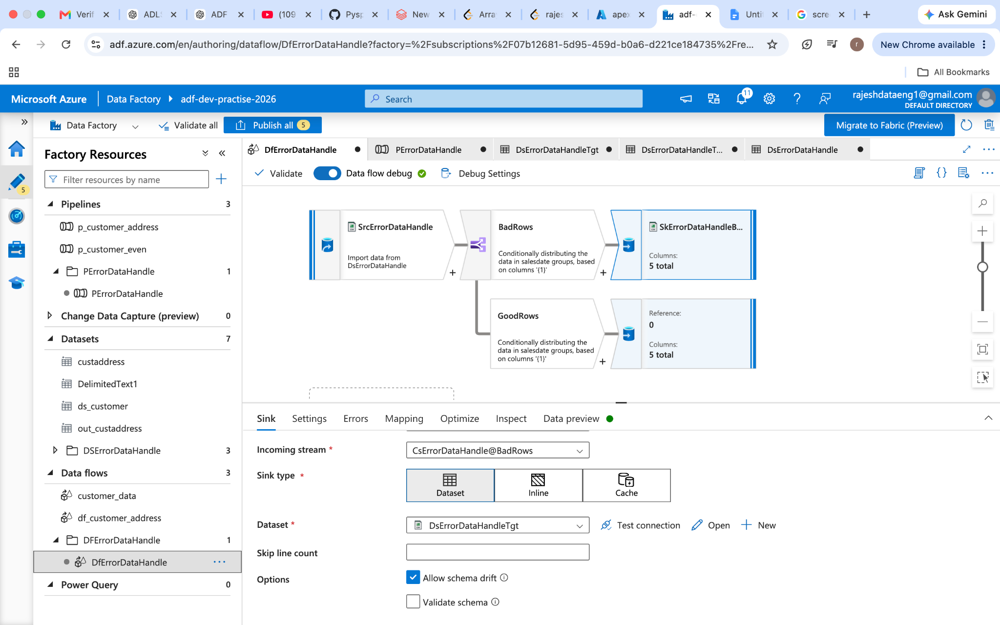 Verif
ADLS
ADF
(109
Pysp
New
Arra
rajes
apex
adf-
Unti
scre
Ask Gemini
adf.azure.com/en/authoring/dataflow/DfErrorDataHandle?factory=%2Fsubscriptions%2F07b12681-5d95-459d-b0a6-d221ce184735%2Fre...
r
New Chrome available
All Bookmarks
Microsoft Azure
Data Factory
adf-dev-practise-2026
Search
11
rajeshdataeng1@gmail.com
DEFAULT DIRECTORY
Data Factory
Validate all
Publish all 5
Migrate to Fabric (Preview)
5
Factory Resources
Filter resources by name
Pipelines 3
p_customer_address
p_customer_even
PErrorDataHandle 1
PErrorDataHandle
Change Data Capture (preview) 0
Datasets 7
custaddress
DelimitedText1
ds_customer
out_custaddress
DSErrorDataHandle 3
Data flows 3
customer_data
df_customer_address
DFErrorDataHandle 1
DfErrorDataHandle
Power Query 0
DfErrorDataHandle
PErrorDataHandle
DsErrorDataHandleTgt
DsErrorDataHandleT...
DsErrorDataHandle
Validate
Data flow debug
Debug Settings
SrcErrorDataHandle
Import data from
DsErrorDataHandle
BadRows
Conditionally distributing the
data in salesdate groups, based
on columns '{1}'
SkErrorDataHandleB...
Columns:
5 total
GoodRows
Conditionally distributing the
data in salesdate groups, based
on columns '{1}'
Reference:
0
Columns:
5 total
Sink
Settings
Errors
Mapping
Optimize
Inspect
Data preview
Incoming stream *
CsErrorDataHandle@BadRows
Sink type *
Dataset
Inline
Cache
Dataset *
DsErrorDataHandleTgt
Test connection
Open
New
Skip line count
Options
Allow schema drift
Validate schema